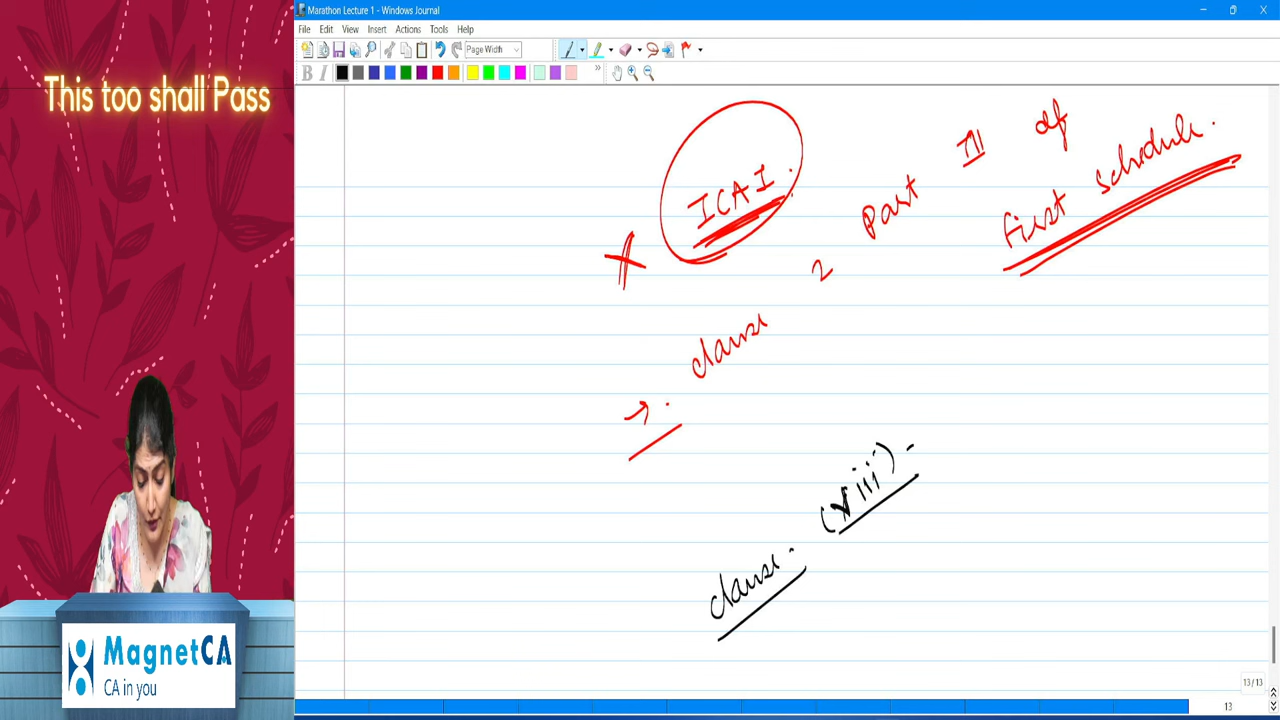 Marathon Lecture 1 - Windows Journal
File Edit View Insert Actions Tools Help
Page Width
This too shall Pass
ICAI.
→ clause 2 Part III of
First Schedule.
clause. (viii).
MagnetCA
CA in you
13/13
13